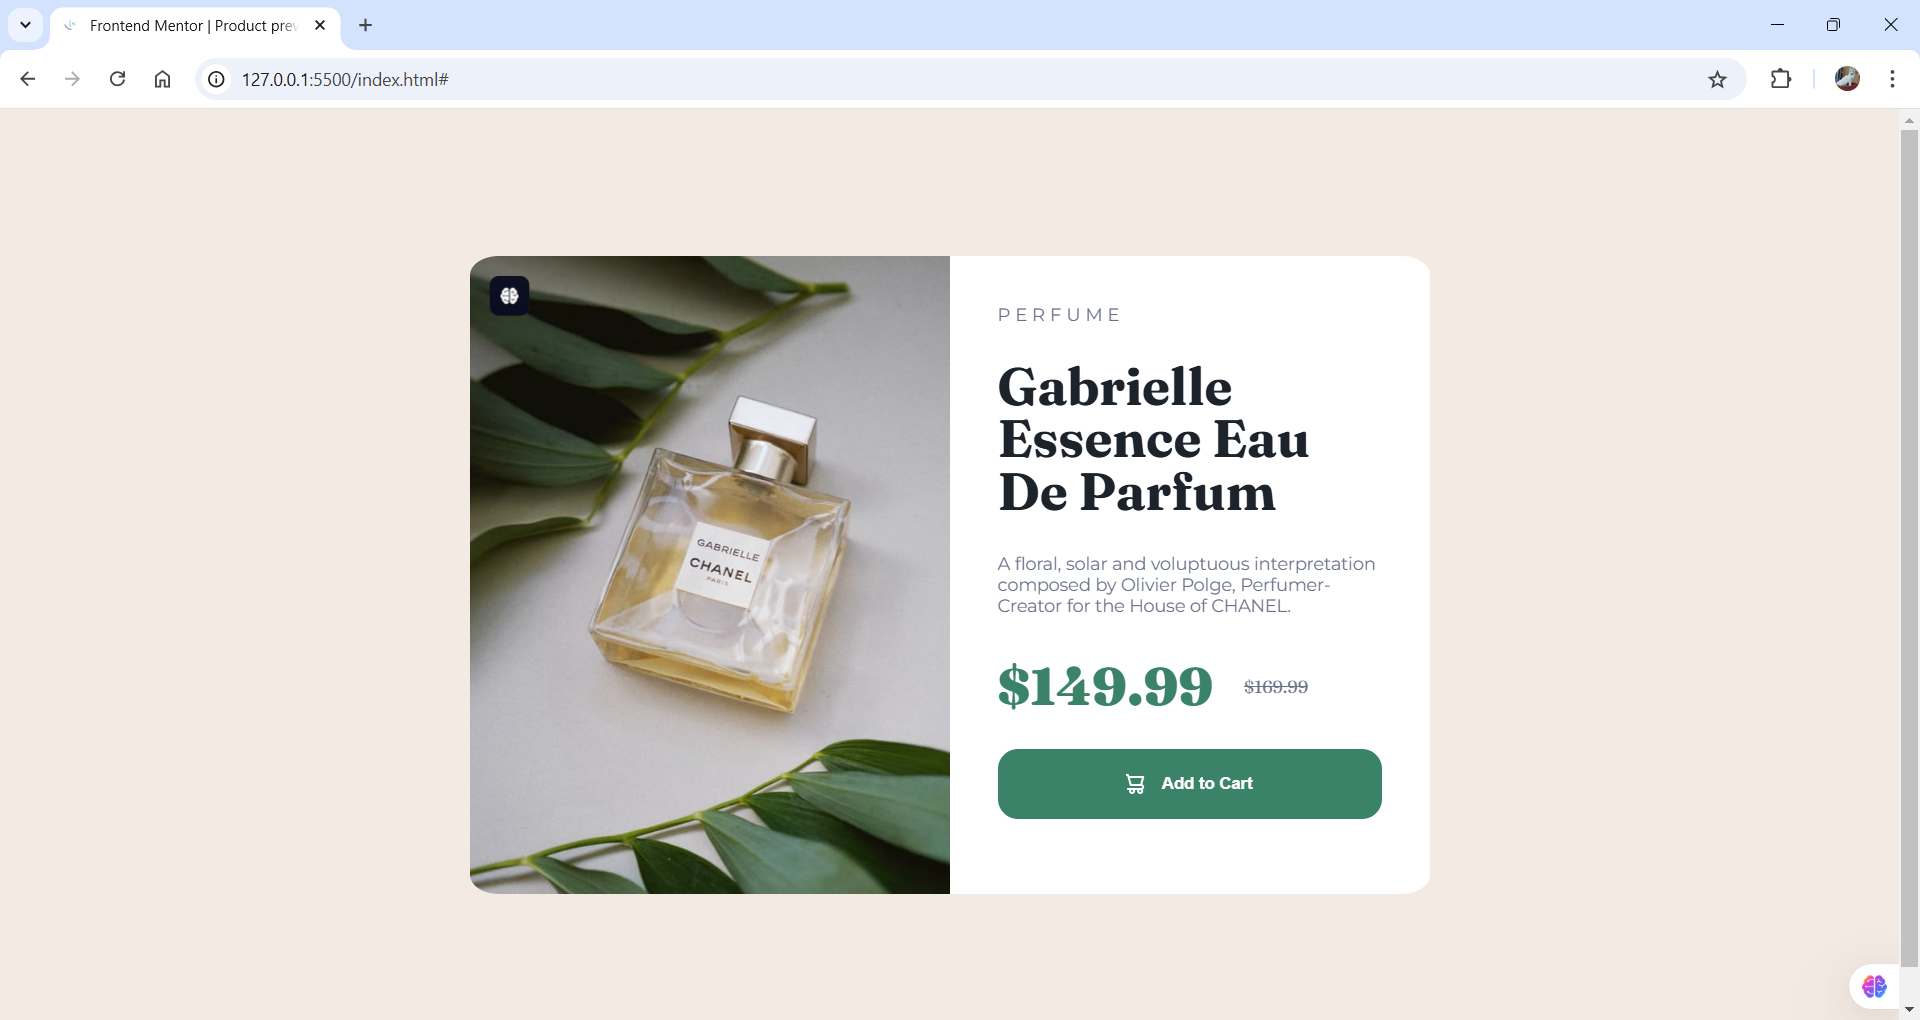 Frontend Mentor | Product prev
127.0.0.1:5500/index.html#
PERFUME
Gabrielle
Essence Eau
De Parfum
A floral, solar and voluptuous interpretation
composed by Olivier Polge, Perfumer-
Creator for the House of CHANEL.
$149.99 $169.99
Add to Cart
GABRIELLE
CHANEL
PARIS